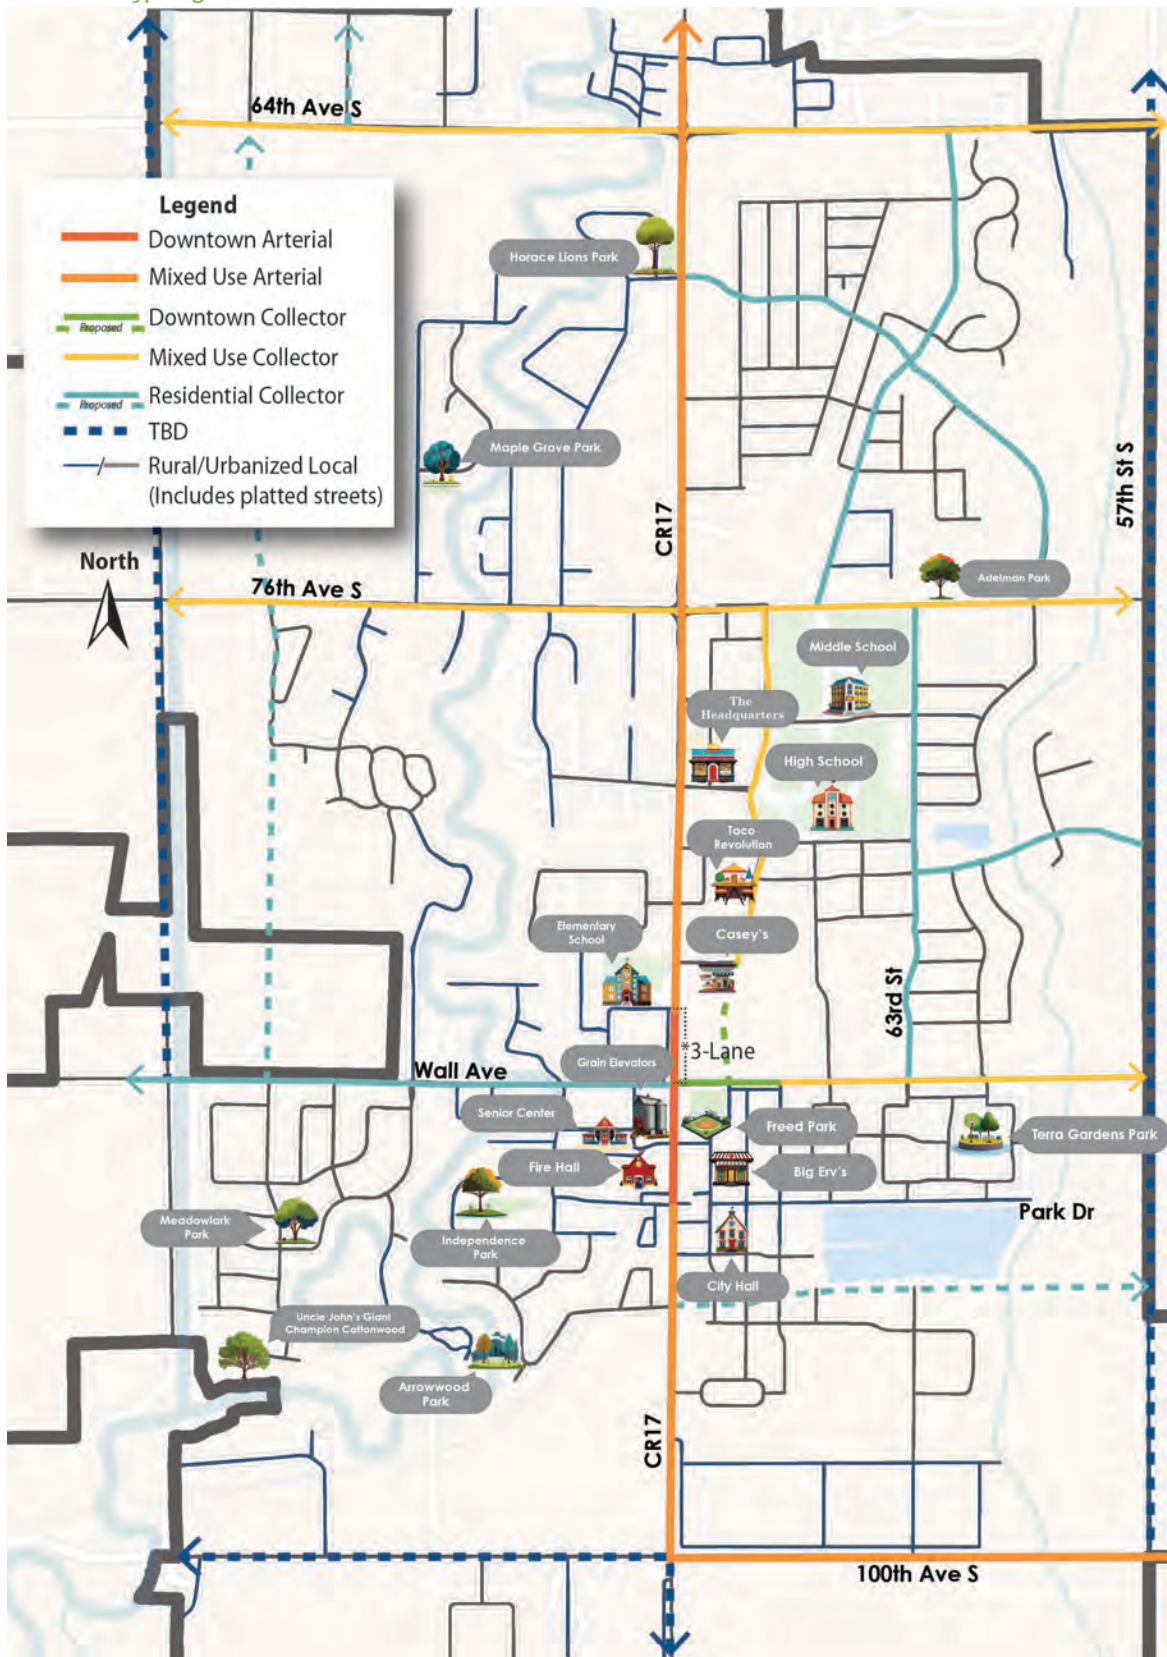 64th Ave S
Legend
Downtown Arterial
Mixed Use Arterial
Downtown Collector
Proposed
Mixed Use Collector
Residential Collector
Proposed
TBD
Rural/Urbanized Local
(Includes platted streets)
Horace Lions Park
Maple Grove Park
CR17
57th St S
North
76th Ave S
Adelman Park
Middle School
The
Headquarters
High School
Taco
Revolution
Elementary
School
Casey's
63rd St
*3-Lane
Grain Elevators
Wall Ave
Senior Center
Freed Park
Terra Gardens Park
Fire Hall
Big Erv's
Park Dr
Meadowlark
Park
Independence
Park
City Hall
Uncle John's Giant
Champion Cottonwood
Arrowwood
Park
CR17
100th Ave S